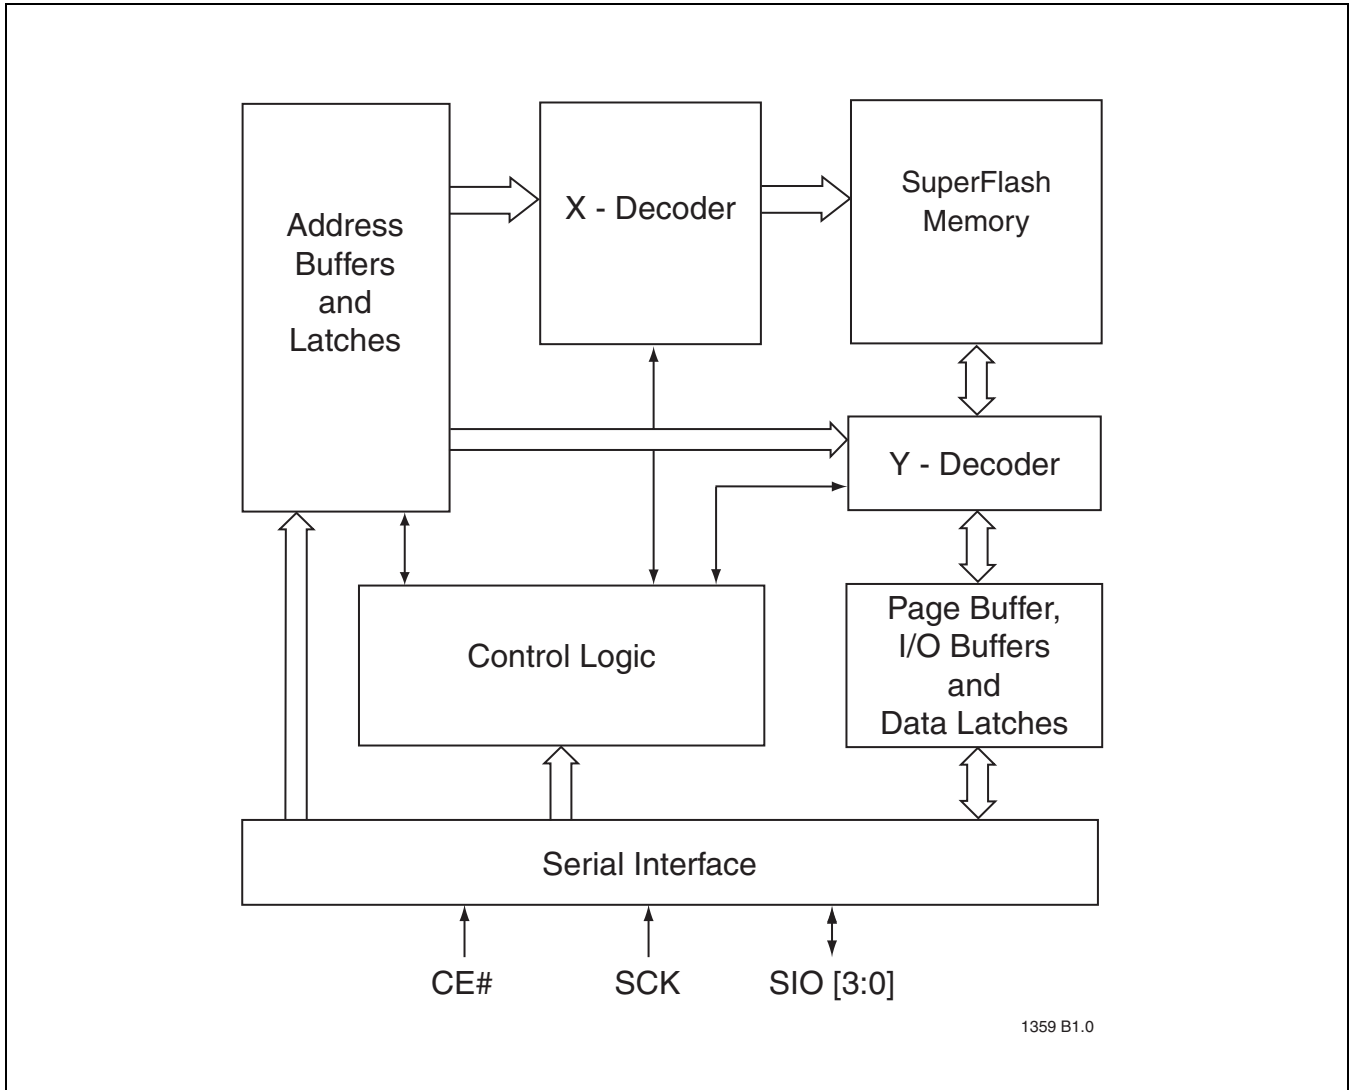 Address
Buffers
and
Latches
X - Decoder
SuperFlash
Memory
Y - Decoder
Control Logic
Page Buffer,
I/O Buffers
and
Data Latches
Serial Interface
CE#
SCK
SIO [3:0]
1359 B1.0